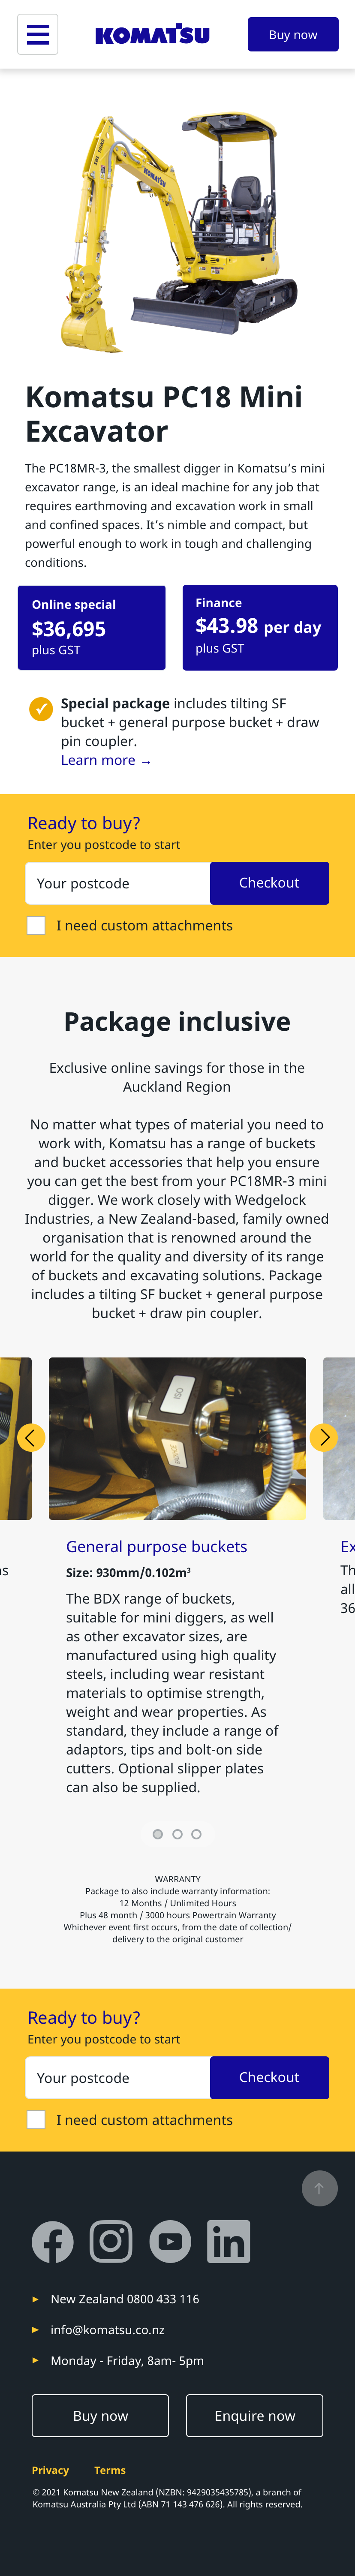 KOMATSU
Buy now
KOMATSU
Komatsu PC18 Mini
Excavator
The PC18MR-3, the smallest digger in Komatsu’s mini
excavator range, is an ideal machine for any job that
requires earthmoving and excavation work in small
and confined spaces. It’s nimble and compact, but
powerful enough to work in tough and challenging
conditions.
Online special
$36,695
plus GST
Finance
$43.98 per day
plus GST
Special package includes tilting SF
bucket + general purpose bucket + draw
pin coupler.
Learn more →
Ready to buy?
Enter you postcode to start
Your postcode
Checkout
I need custom attachments
Package inclusive
Exclusive online savings for those in the
Auckland Region
No matter what types of material you need to
work with, Komatsu has a range of buckets
and bucket accessories that help you ensure
you can get the best from your PC18MR-3 mini
digger. We work closely with Wedgelock
Industries, a New Zealand-based, family owned
organisation that is renowned around the
world for the quality and diversity of its range
of buckets and excavating solutions. Package
includes a tilting SF bucket + general purpose
bucket + draw pin coupler.
ISO
General purpose buckets
Size: 930mm/0.102m³
The BDX range of buckets,
suitable for mini diggers, as well
as other excavator sizes, are
manufactured using high quality
steels, including wear resistant
materials to optimise strength,
weight and wear properties. As
standard, they include a range of
adaptors, tips and bolt-on side
cutters. Optional slipper plates
can also be supplied.
Ex
Th
all
36
WARRANTY
Package to also include warranty information:
12 Months / Unlimited Hours
Plus 48 month / 3000 hours Powertrain Warranty
Whichever event first occurs, from the date of collection/
delivery to the original customer
Ready to buy?
Enter you postcode to start
Your postcode
Checkout
I need custom attachments
New Zealand 0800 433 116
info@komatsu.co.nz
Monday - Friday, 8am- 5pm
Buy now
Enquire now
Privacy
Terms
© 2021 Komatsu New Zealand (NZBN: 9429035435785), a branch of
Komatsu Australia Pty Ltd (ABN 71 143 476 626). All rights reserved.